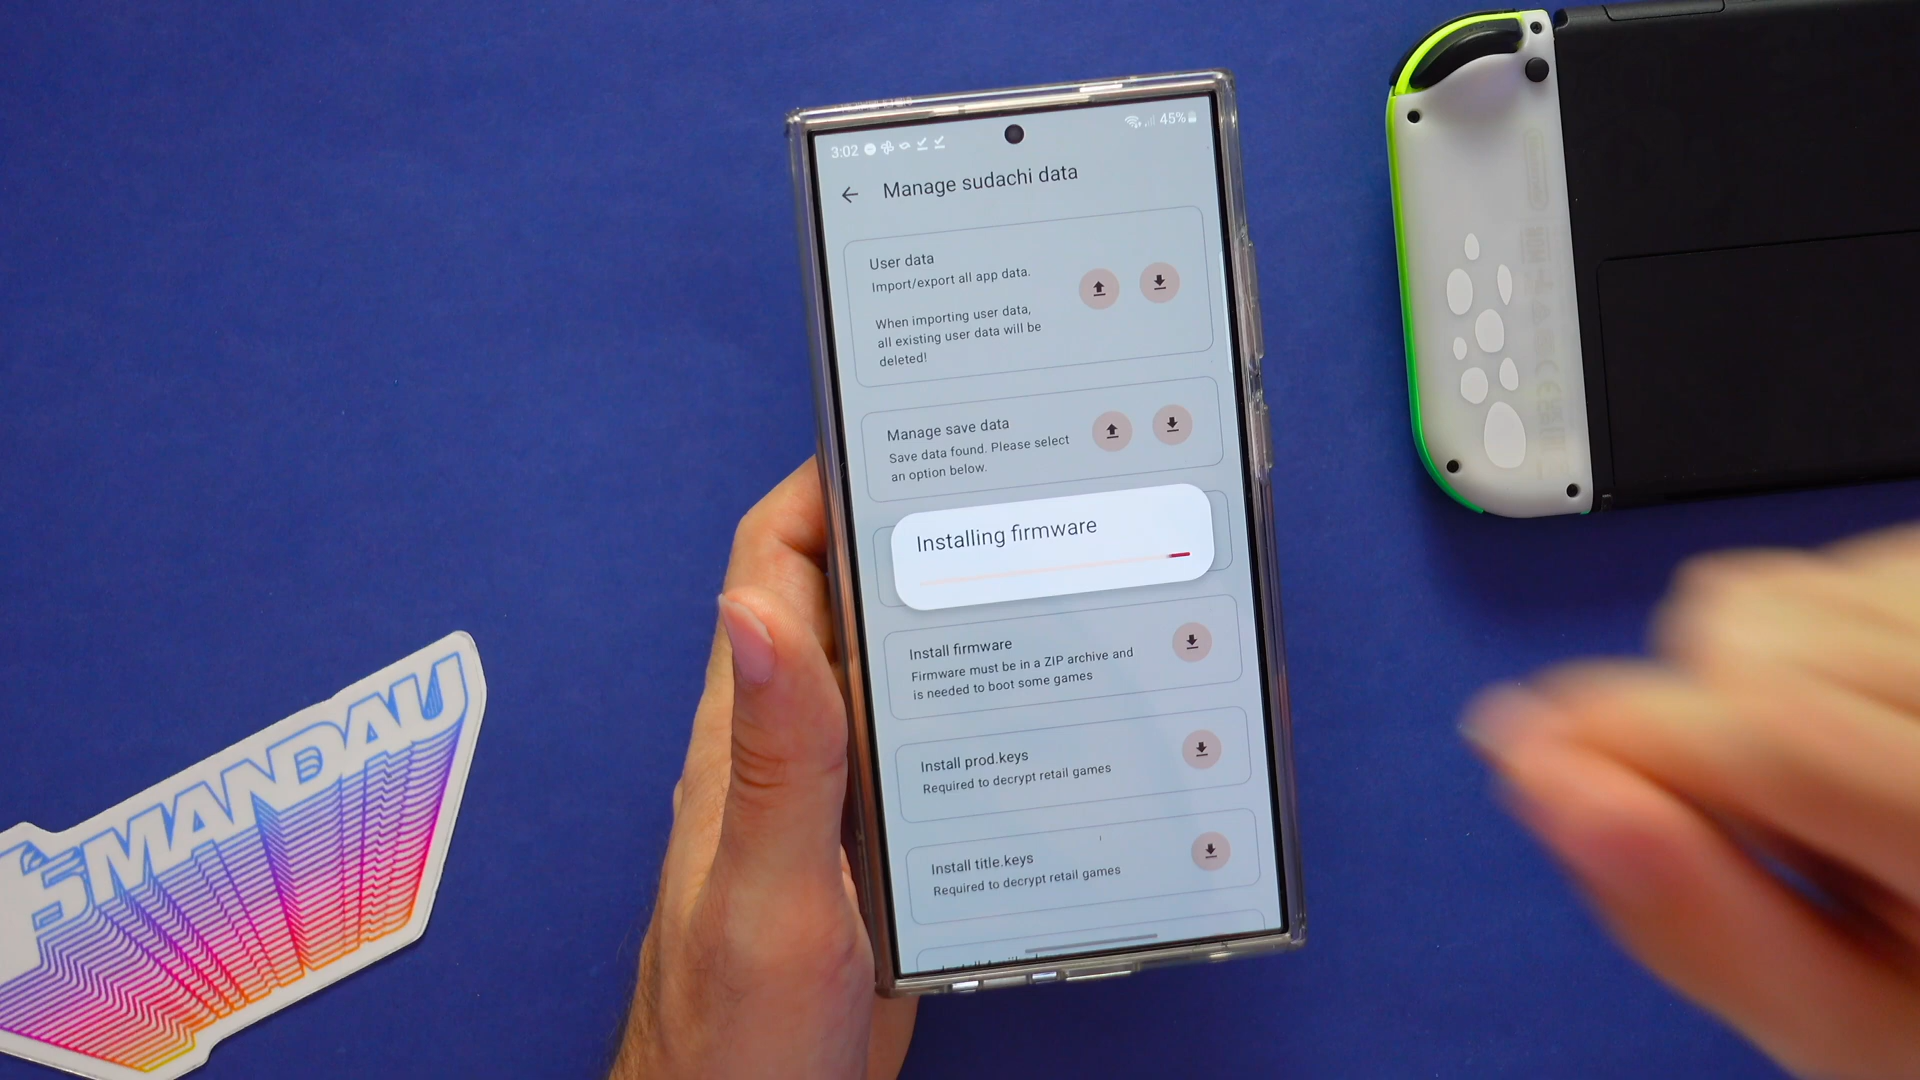 3:02
45%
Manage sudachi data
User data
Import/export all app data.
When importing user data,
all existing user data will be
deleted!
Manage save data
Save data found. Please select
an option below.
Installing firmware
Install firmware
Firmware must be in a ZIP archive and
is needed to boot some games
Install prod.keys
Required to decrypt retail games
Install title.keys
Required to decrypt retail games